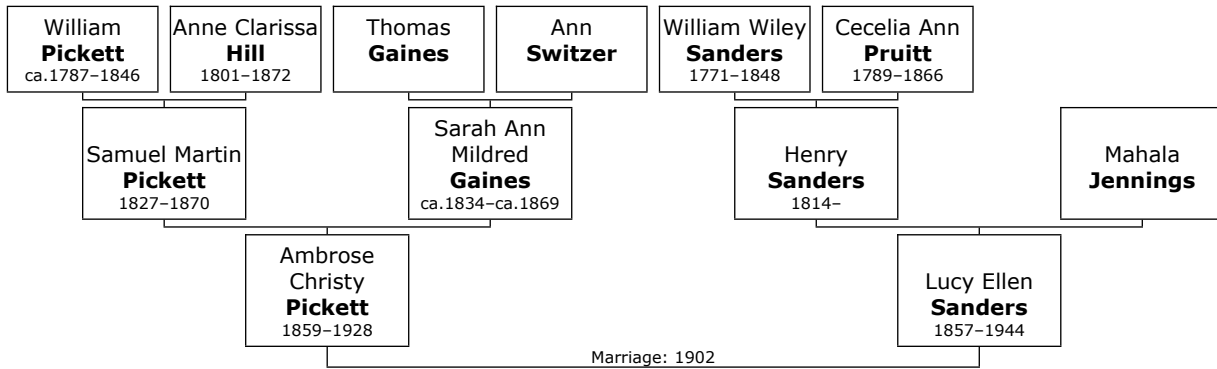 William
Pickett
ca.1787–1846
Anne Clarissa
Hill
1801–1872
Thomas
Gaines
Ann
Switzer
William Wiley
Sanders
1771–1848
Cecelia Ann
Pruitt
1789–1866
Samuel Martin
Pickett
1827–1870
Sarah Ann
Mildred
Gaines
ca.1834–ca.1869
Henry
Sanders
1814–
Mahala
Jennings
Ambrose
Christy
Pickett
1859–1928
Lucy Ellen
Sanders
1857–1944
Marriage: 1902